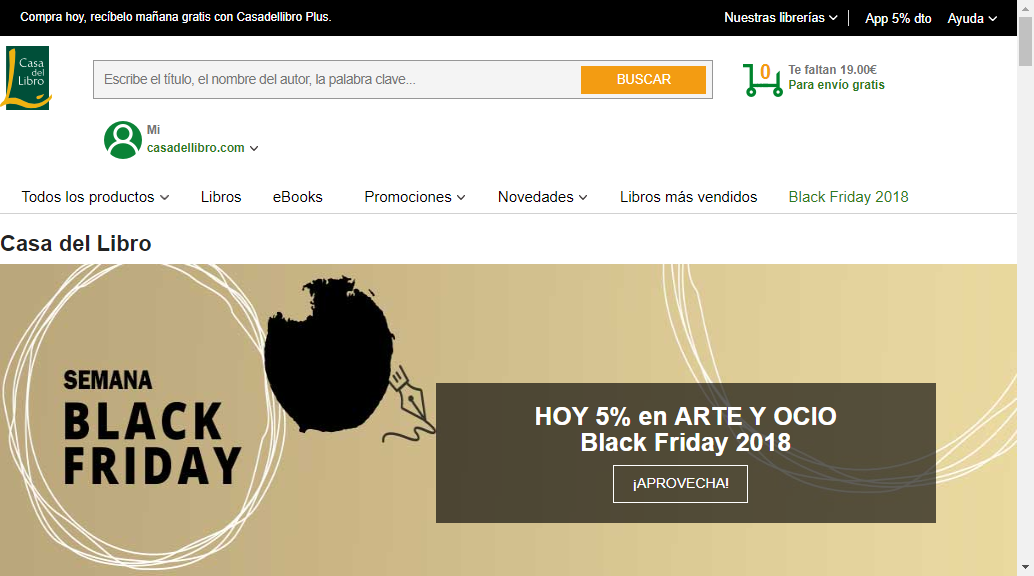 Compra hoy, recíbelo mañana gratis con Casadellibro Plus.
Nuestras librerías
App 5% dto
Ayuda
Casa
del
Libro
Escribe el título, el nombre del autor, la palabra clave...
BUSCAR
0
Te faltan 19.00€
Para envío gratis
Mi
casadellibro.com
Todos los productos
Libros
eBooks
Promociones
Novedades
Libros más vendidos
Black Friday 2018
Casa del Libro
SEMANA
BLACK
FRIDAY
HOY 5% en ARTE Y OCIO
Black Friday 2018
¡APROVECHA!